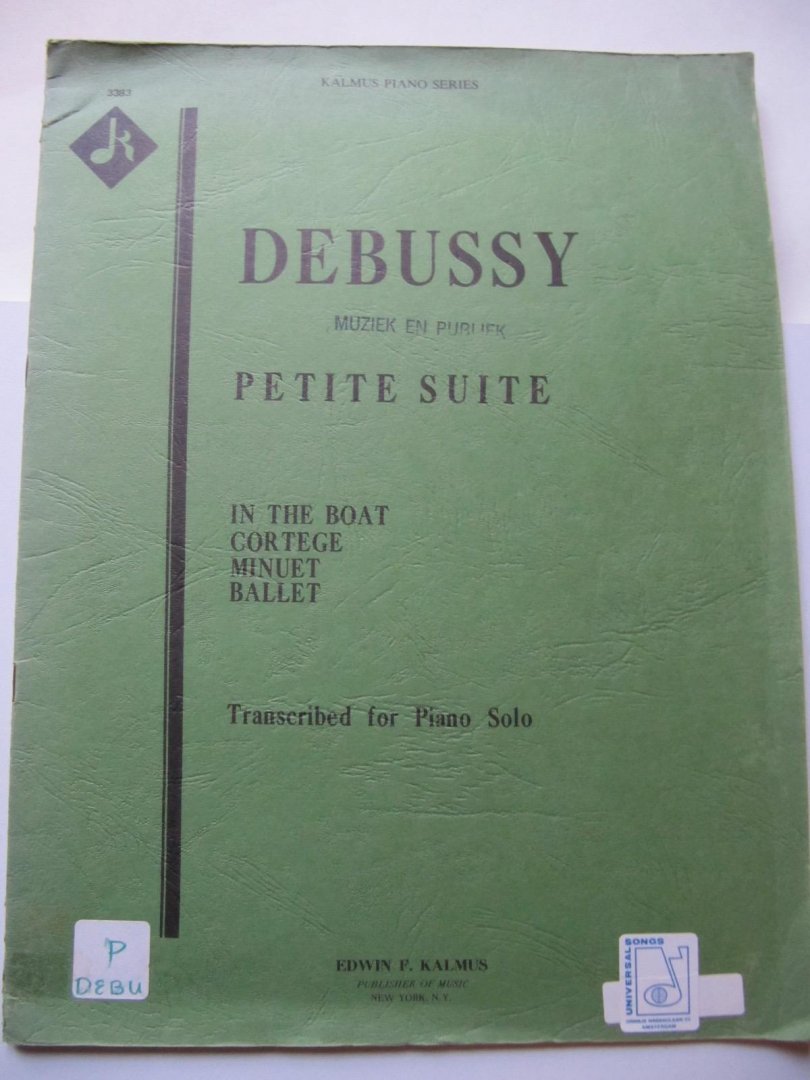 KALMUS PIANO SERIES
3383
DEBUSSY
MUZIEK EN PUBLIEK
PETITE SUITE
IN THE BOAT
CORTEGE
MINUET
BALLET
Transcribed for Piano Solo
P
DEBU
EDWIN F. KALMUS
PUBLISHER OF MUSIC
NEW YORK, N.Y.
UNIVERSAL
SONGS
AMSTERDAM